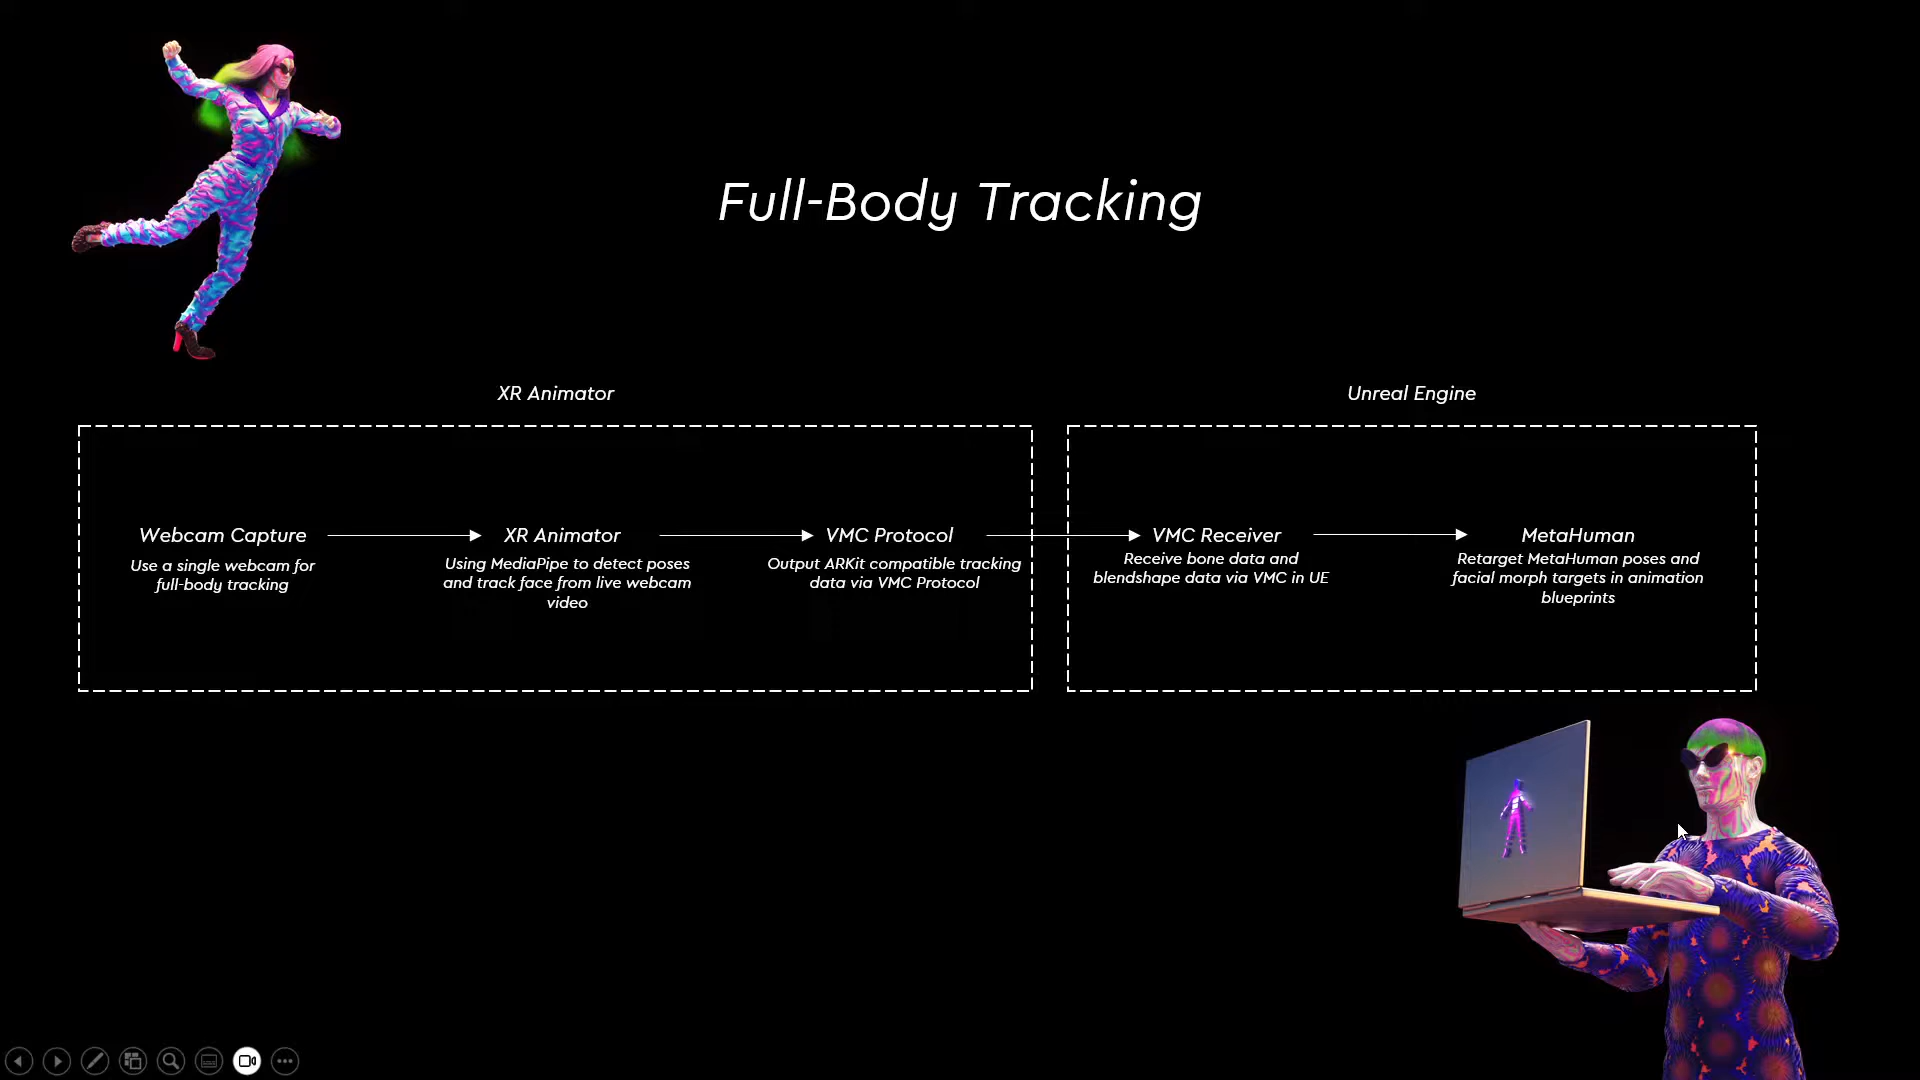 Full-Body Tracking
XR Animator
Unreal Engine
Webcam Capture
Use a single webcam for
full-body tracking
XR Animator
Using MediaPipe to detect poses
and track face from live webcam
video
VMC Protocol
Output ARKit compatible tracking
data via VMC Protocol
VMC Receiver
Receive bone data and
blendshape data via VMC in UE
MetaHuman
Retarget MetaHuman poses and
facial morph targets in animation
blueprints